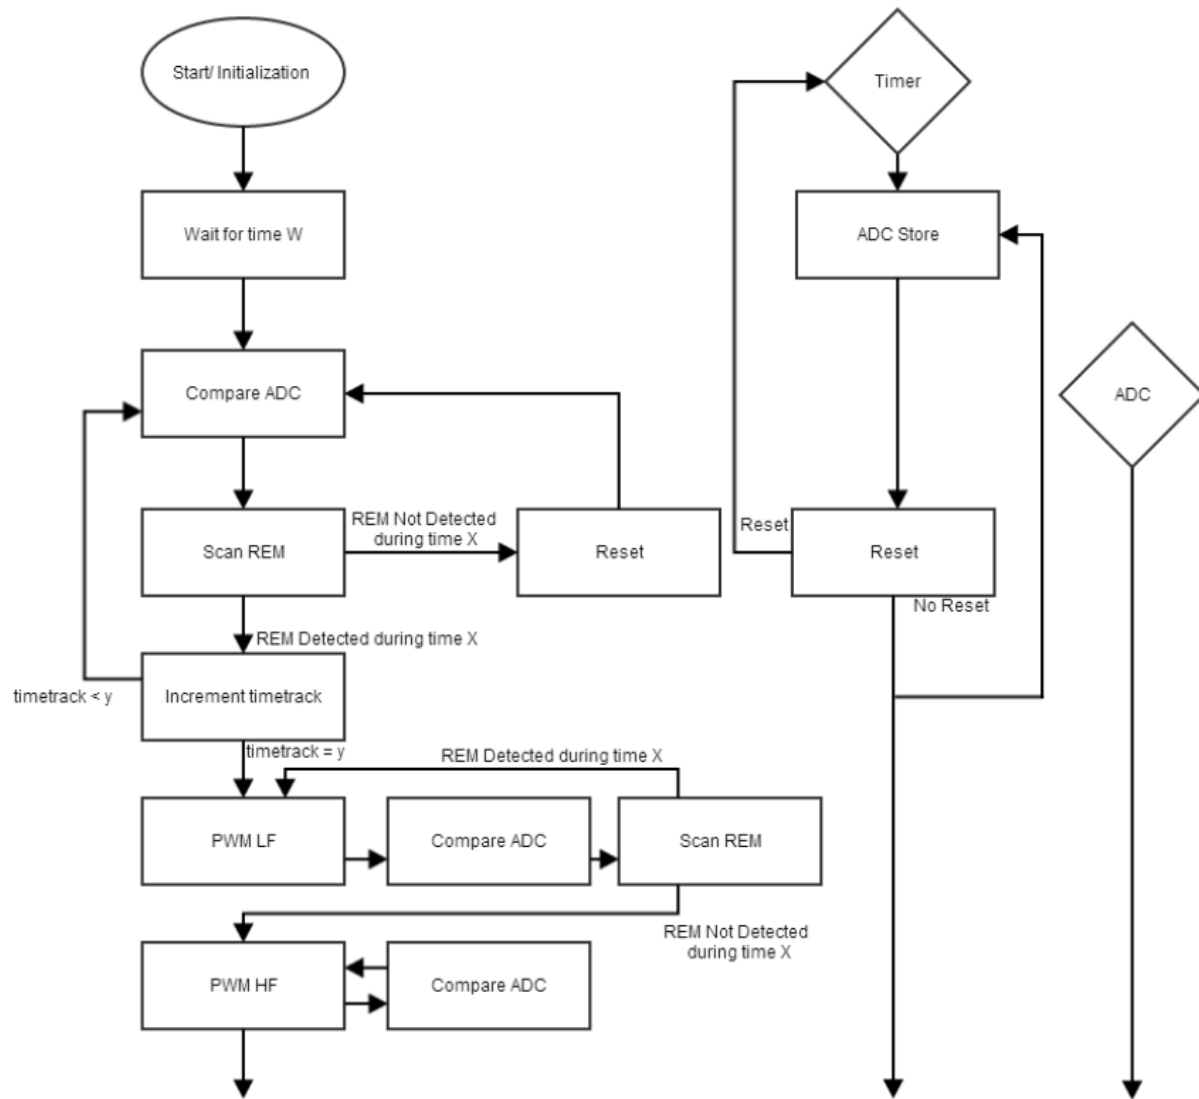 Start/ Initialization
Timer
Wait for time W
ADC Store
Compare ADC
ADC
Scan REM
REM Not Detected
during time X
Reset
Reset
Reset
No Reset
REM Detected during time X
timetrack < y
Increment timetrack
timetrack = y
REM Detected during time X
PWM LF
Compare ADC
Scan REM
REM Not Detected
during time X
PWM HF
Compare ADC